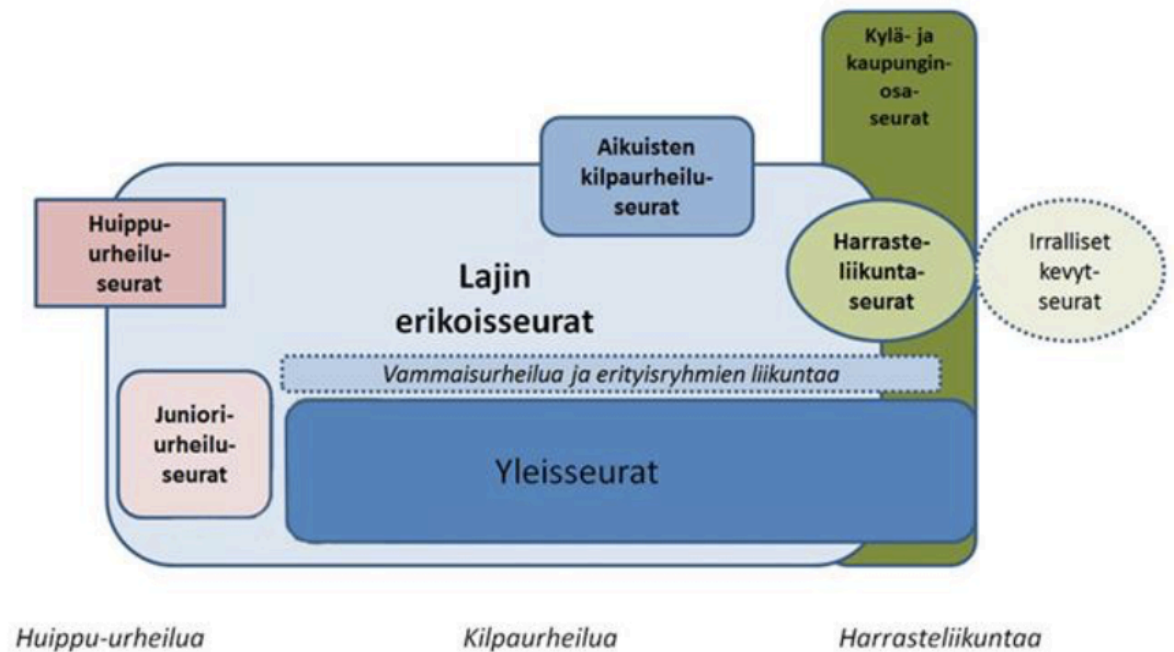 Kylä- ja
kaupungin-
osa-
seurat
Aikuisten
kilpaurheilu-
seurat
Huippu-
urheilu-
seurat
Lajin
erikoisseurat
Harraste-
liikunta-
seurat
Irralliset
kevyt-
seurat
Vammaisurheilua ja erityisryhmien liikuntaa
Juniori-
urheilu-
seurat
Yleisseurat
Huippu-urheilua
Kilpaurheilua
Harrasteliikuntaa